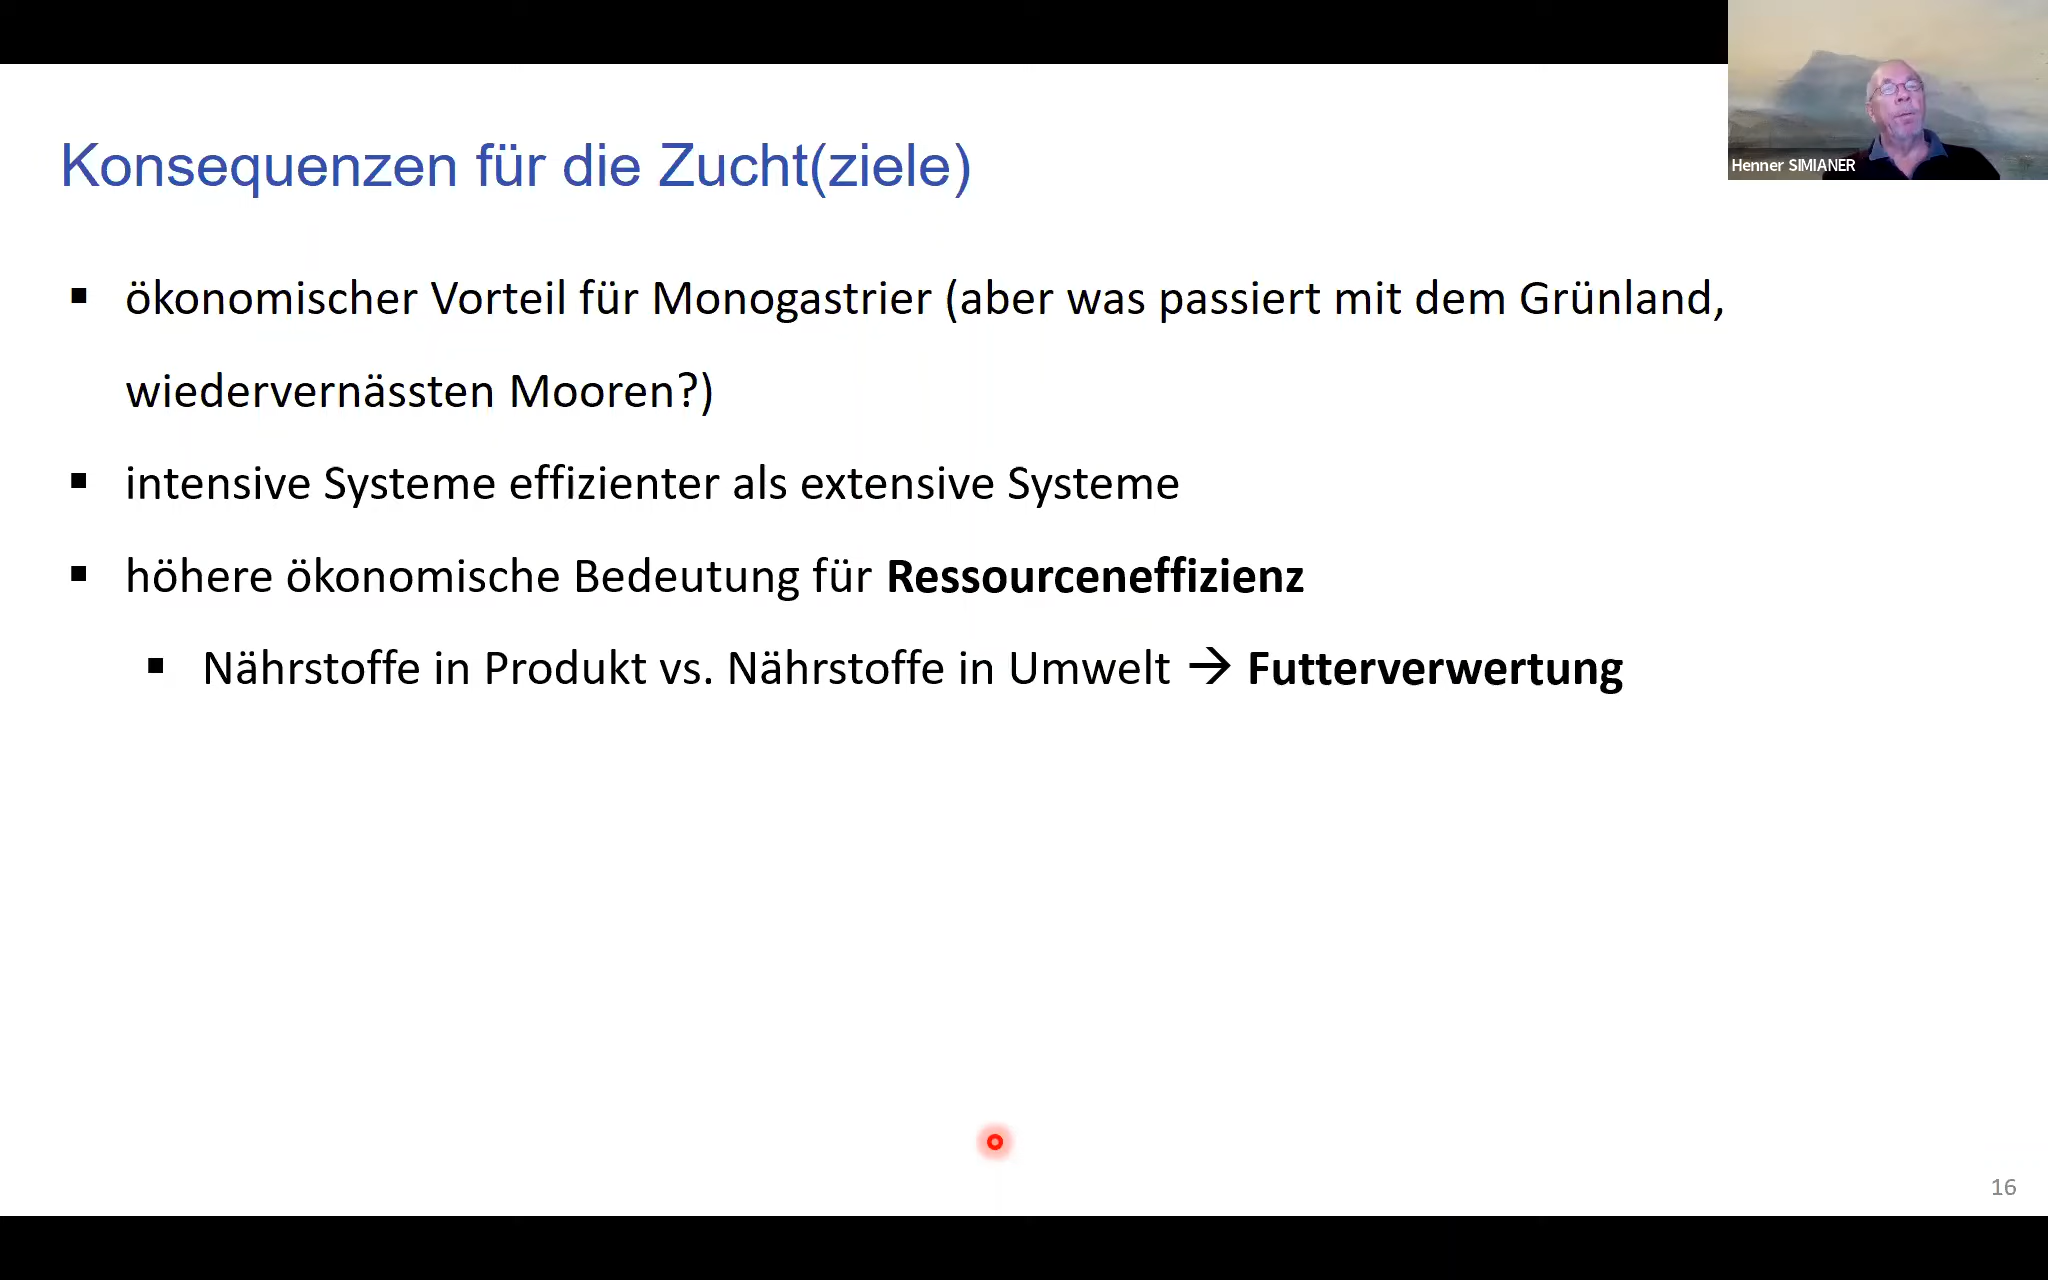 Henner SIMIANER
Konsequenzen für die Zucht(ziele)
▪ ökonomischer Vorteil für Monogastrier (aber was passiert mit dem Grünland,
wiedervernässten Mooren?)
▪ intensive Systeme effizienter als extensive Systeme
▪ höhere ökonomische Bedeutung für Ressourceneffizienz
▪ Nährstoffe in Produkt vs. Nährstoffe in Umwelt → Futterverwertung
16